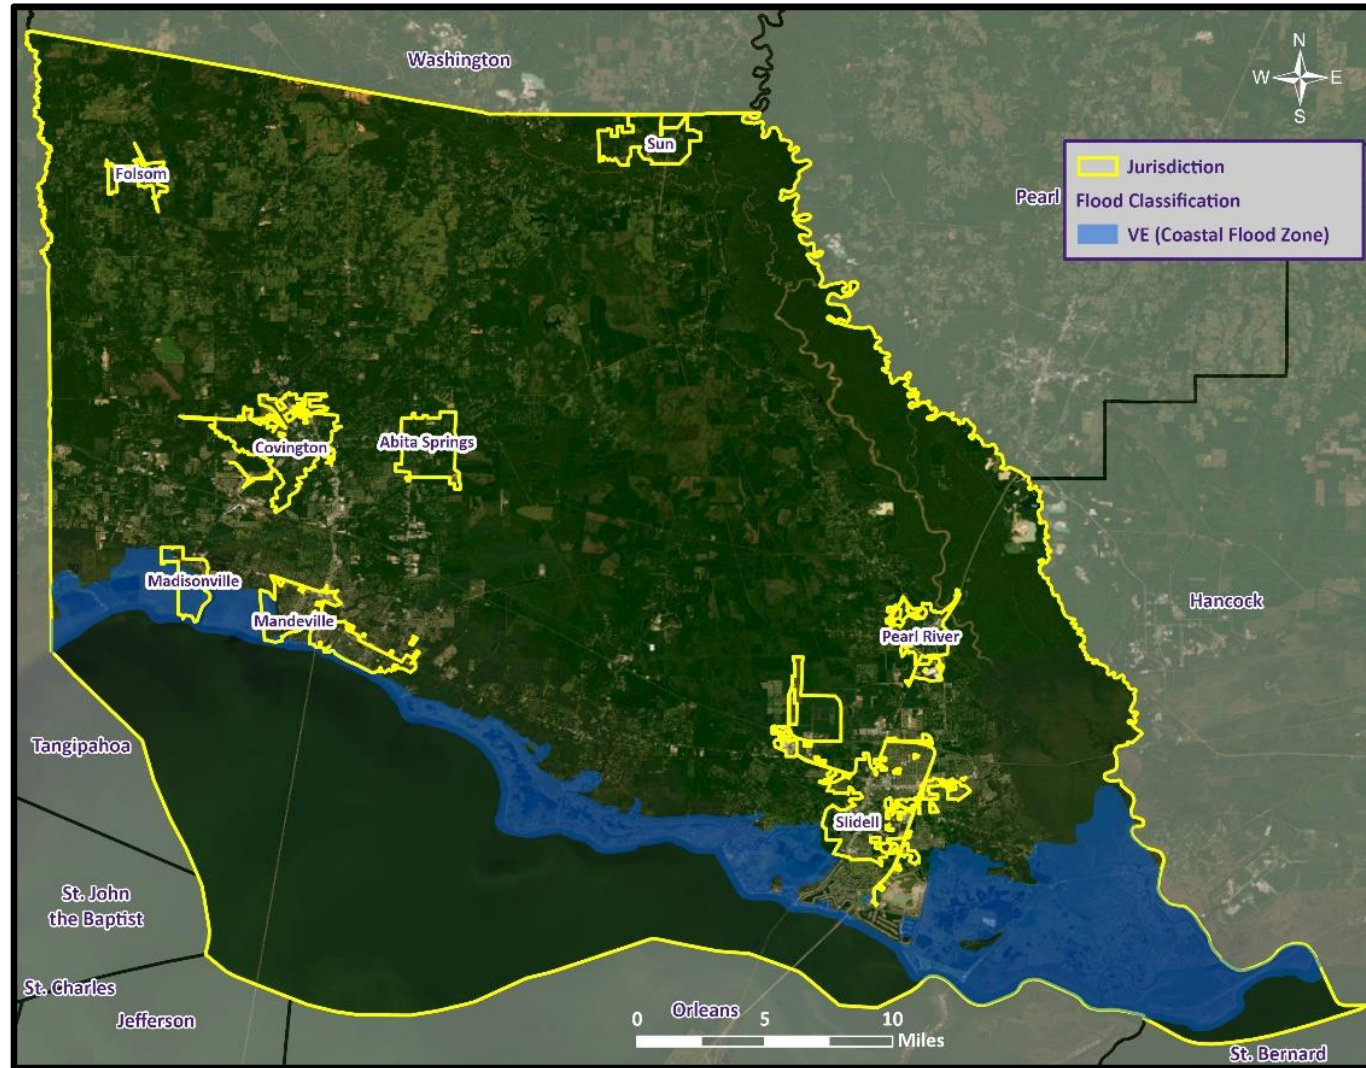 Washington
N
W
E
S
Sun
Folsom
Jurisdiction
Flood Classification
VE (Coastal Flood Zone)
Pearl
Covington
Abita Springs
Madisonville
Mandeville
Hancock
Pearl River
Tangipahoa
Slidell
St. John
the Baptist
St. Charles
Jefferson
Orleans
0
5
10
Miles
St. Bernard